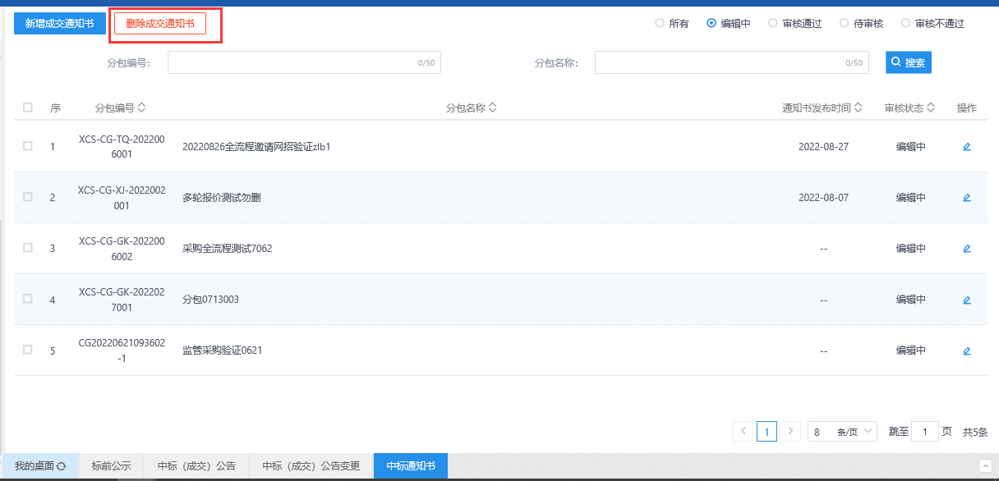 新增成交通知书 删除成交通知书 所有 编辑中 审核通过 待审核 审核不通过
分包编号: 0/50 分包名称: 0/50 搜索
序 分包编号 分包名称 通知书发布时间 审核状态 操作
1 XCS-CG-TQ-202200 6001 20220826全流程邀请网招验证zlb1 2022-08-27 编辑中
2 XCS-CG-XJ-2022002 001 多轮报价测试勿删 2022-08-07 编辑中
3 XCS-CG-GK-202200 6002 采购全流程测试7062 -- 编辑中
4 XCS-CG-GK-202202 7001 分包0713003 -- 编辑中
5 CG20220621093602 -1 监管采购验证0621 -- 编辑中
1 8 条/页 跳至 1 页 共5条
我的桌面 标前公示 中标（成交）公告 中标（成交）公告变更 中标通知书